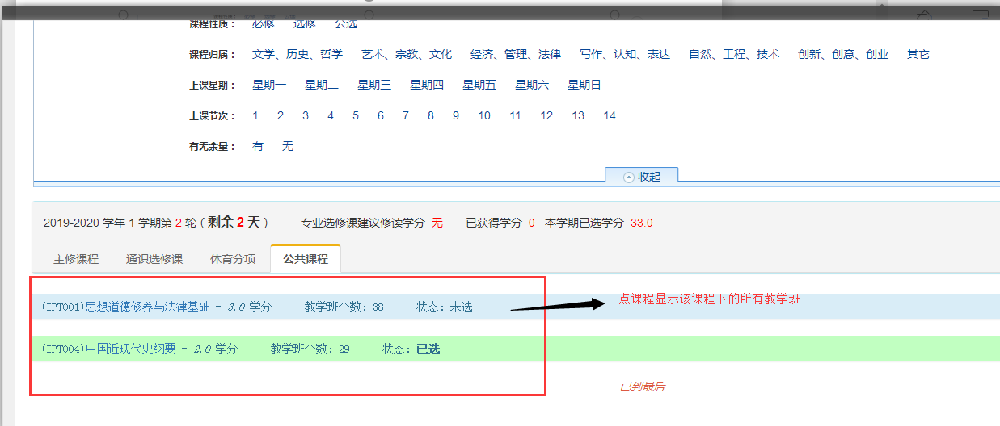 课程性质： 必修 选修 公选
课程归属： 文学、历史、哲学 艺术、宗教、文化 经济、管理、法律 写作、认知、表达 自然、工程、技术 创新、创意、创业 其它
上课星期： 星期一 星期二 星期三 星期四 星期五 星期六 星期日
上课节次： 1 2 3 4 5 6 7 8 9 10 11 12 13 14
有无余量： 有 无
收起
2019-2020 学年 1 学期第 2 轮（剩余 2 天） 专业选修课建议修读学分 无 已获得学分 0 本学期已选学分 33.0
主修课程 通识选修课 体育分项 公共课程
(IPT001)思想道德修养与法律基础 - 3.0 学分 教学班个数：38 状态：未选
点课程显示该课程下的所有教学班
(IPT004)中国近现代史纲要 - 2.0 学分 教学班个数：29 状态：已选
......已到最后......